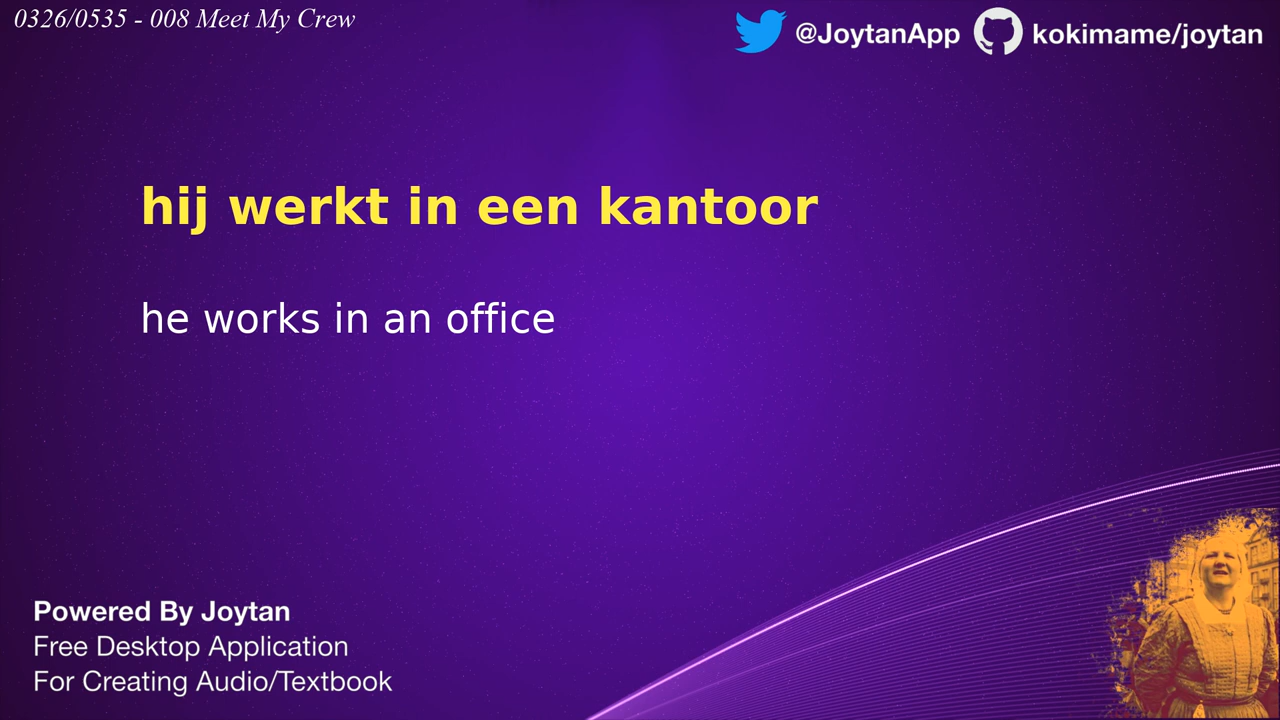 0326/0535 - 008 Meet My Crew
@JoytanApp kokimame/joytan
hij werkt in een kantoor
he works in an office
Powered By Joytan
Free Desktop Application
For Creating Audio/Textbook